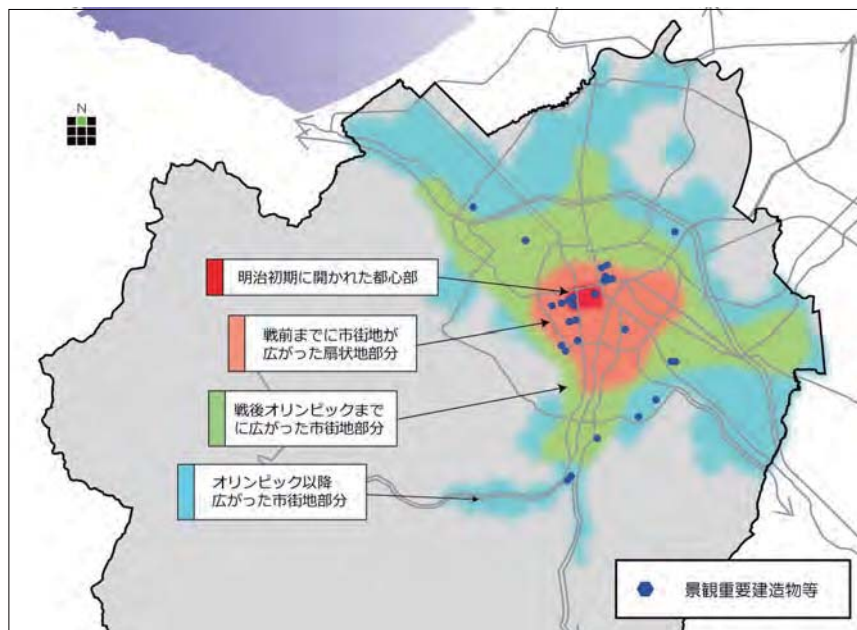 N
明治初期に開かれた都心部
戦前までに市街地が
広がった扇状地部分
戦後オリンピックまで
に広がった市街地部分
オリンピック以降
広がった市街地部分
景観重要建造物等